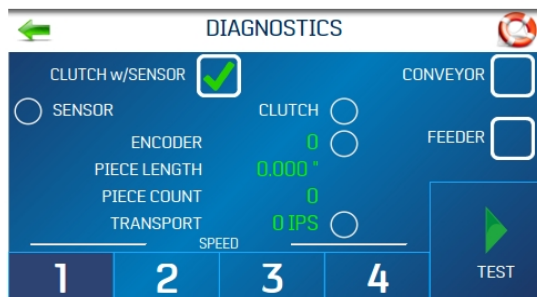 DIAGNOSTICS
CLUTCH w/SENSOR
CONVEYOR
SENSOR
CLUTCH
FEEDER
ENCODER 0
PIECE LENGTH 0.000 "
PIECE COUNT 0
TRANSPORT 0 IPS
SPEED
1 2 3 4
TEST